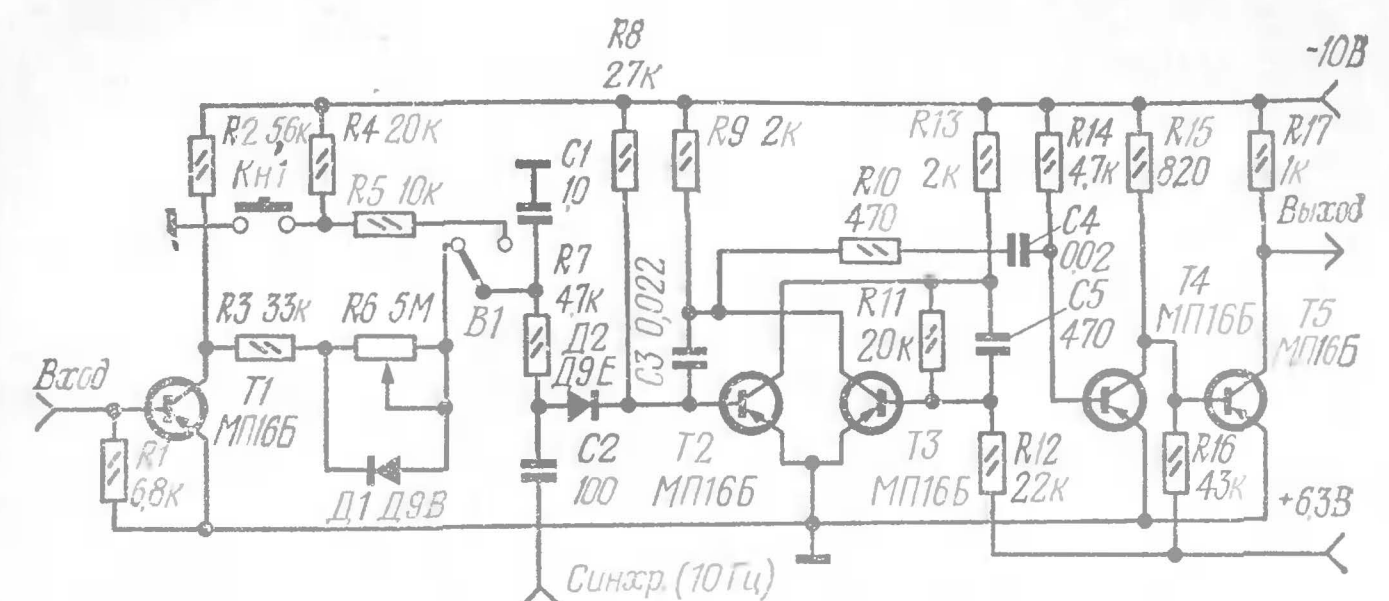 R8
27к
-10В
R2 5,6к
R4 20к
Кн1
R5 10к
C1
1,0
R9 2к
R13
2к
R14
4,7к
R15
820
R17
1к
R10
470
C4
0,02
Выход
R3 33к
R6 5М
В1
R7
4,7к
Д2
Д9Е
C3 0,022
R11
20к
C5
470
T4
МП16Б
T5
МП16Б
Вход
T1
МП16Б
R1
6,8к
Д1 Д9В
C2
100
T2
МП16Б
T3
МП16Б
R12
22к
R16
43к
+6,3В
Синхр. (10 Гц)